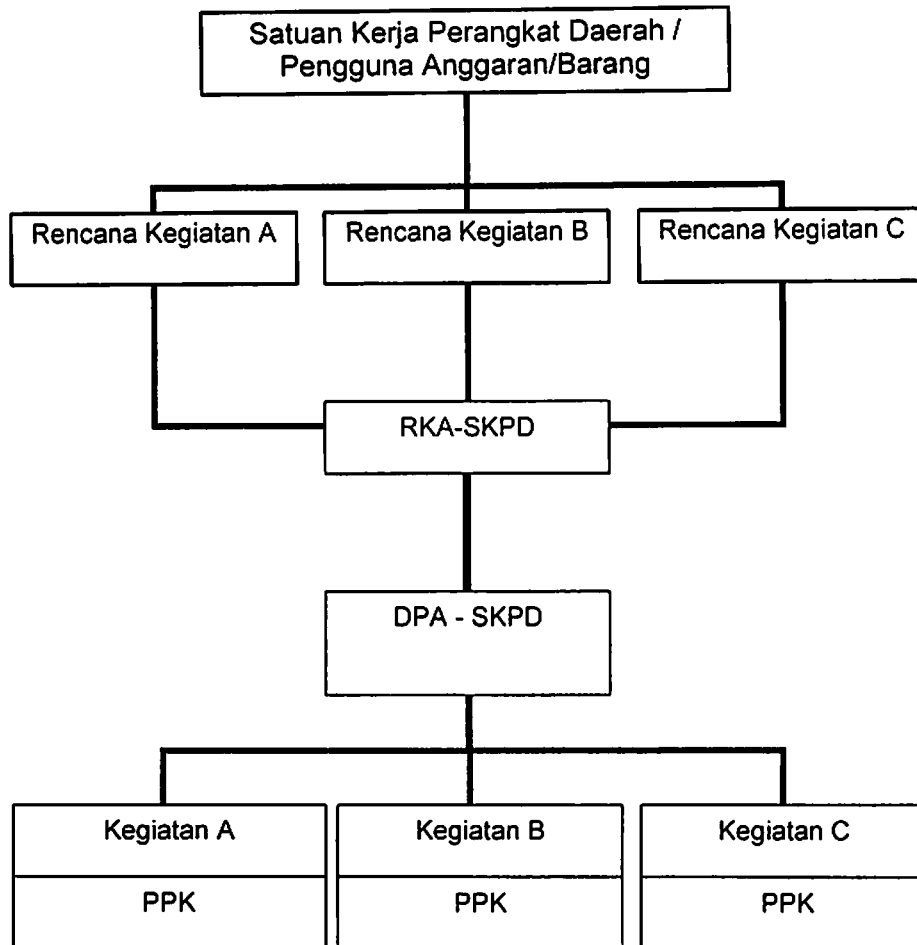 Satuan Kerja Perangkat Daerah /
Pengguna Anggaran/Barang
Rencana Kegiatan A
Rencana Kegiatan B
Rencana Kegiatan C
RKA-SKPD
DPA - SKPD
Kegiatan A
Kegiatan B
Kegiatan C
PPK
PPK
PPK